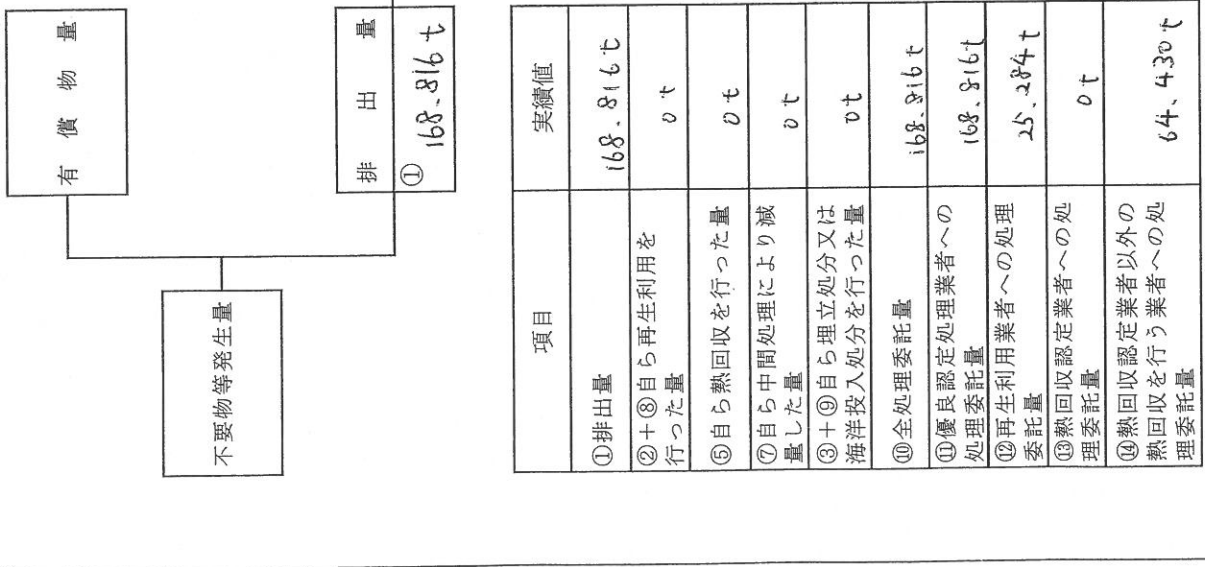 有償物量
不要物等発生量
排出量
① 168.816t
項目 実績値
①排出量 168.816t
②+⑧自ら再生利用を
行った量 0t
⑤自ら熱回収を行った量 0t
⑦自ら中間処理により減
量した量 0t
③+⑨自ら埋立処分又は
海洋投入処分を行った量 0t
⑩全処理委託量 168.816t
⑪優良認定処理業者への
処理委託量 168.816t
⑫再生利用業者への処理
委託量 25.284t
⑬熱回収認定業者への処
理委託量 0t
⑭熱回収認定業者以外の
熱回収を行う業者への処
理委託量 64、430t